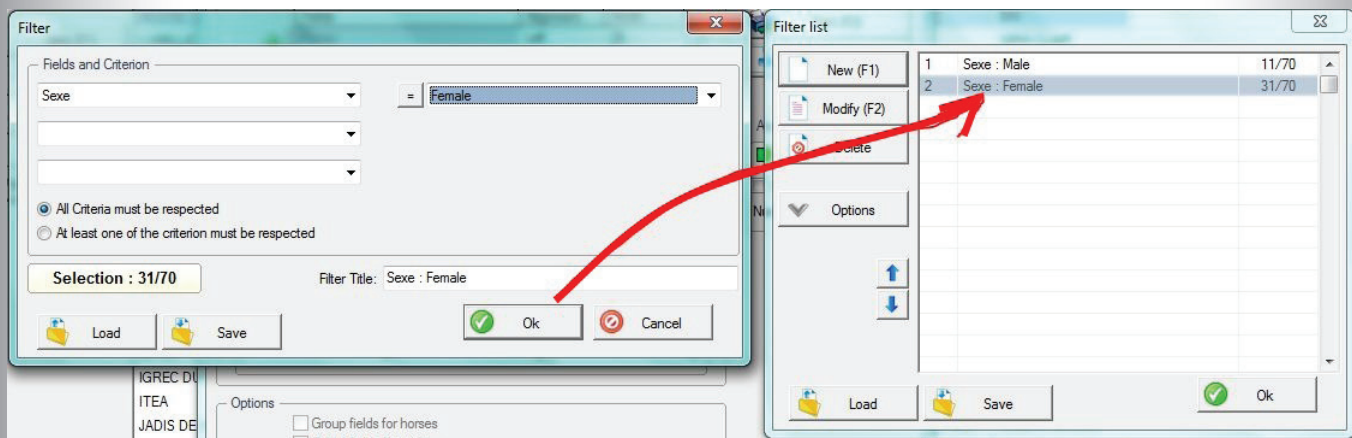 Filter
Fields and Criterion
Sexe
= Female
All Criteria must be respected
At least one of the criterion must be respected
Selection : 31/70
Filter Title: Sexe : Female
Load
Save
Ok
Cancel
IGREC DU
ITEA
JADIS DE
Options
Group fields for horses
Filter list
New (F1)
Modify (F2)
Delete
Options
1 Sexe : Male 11/70
2 Sexe : Female 31/70
Load
Save
Ok